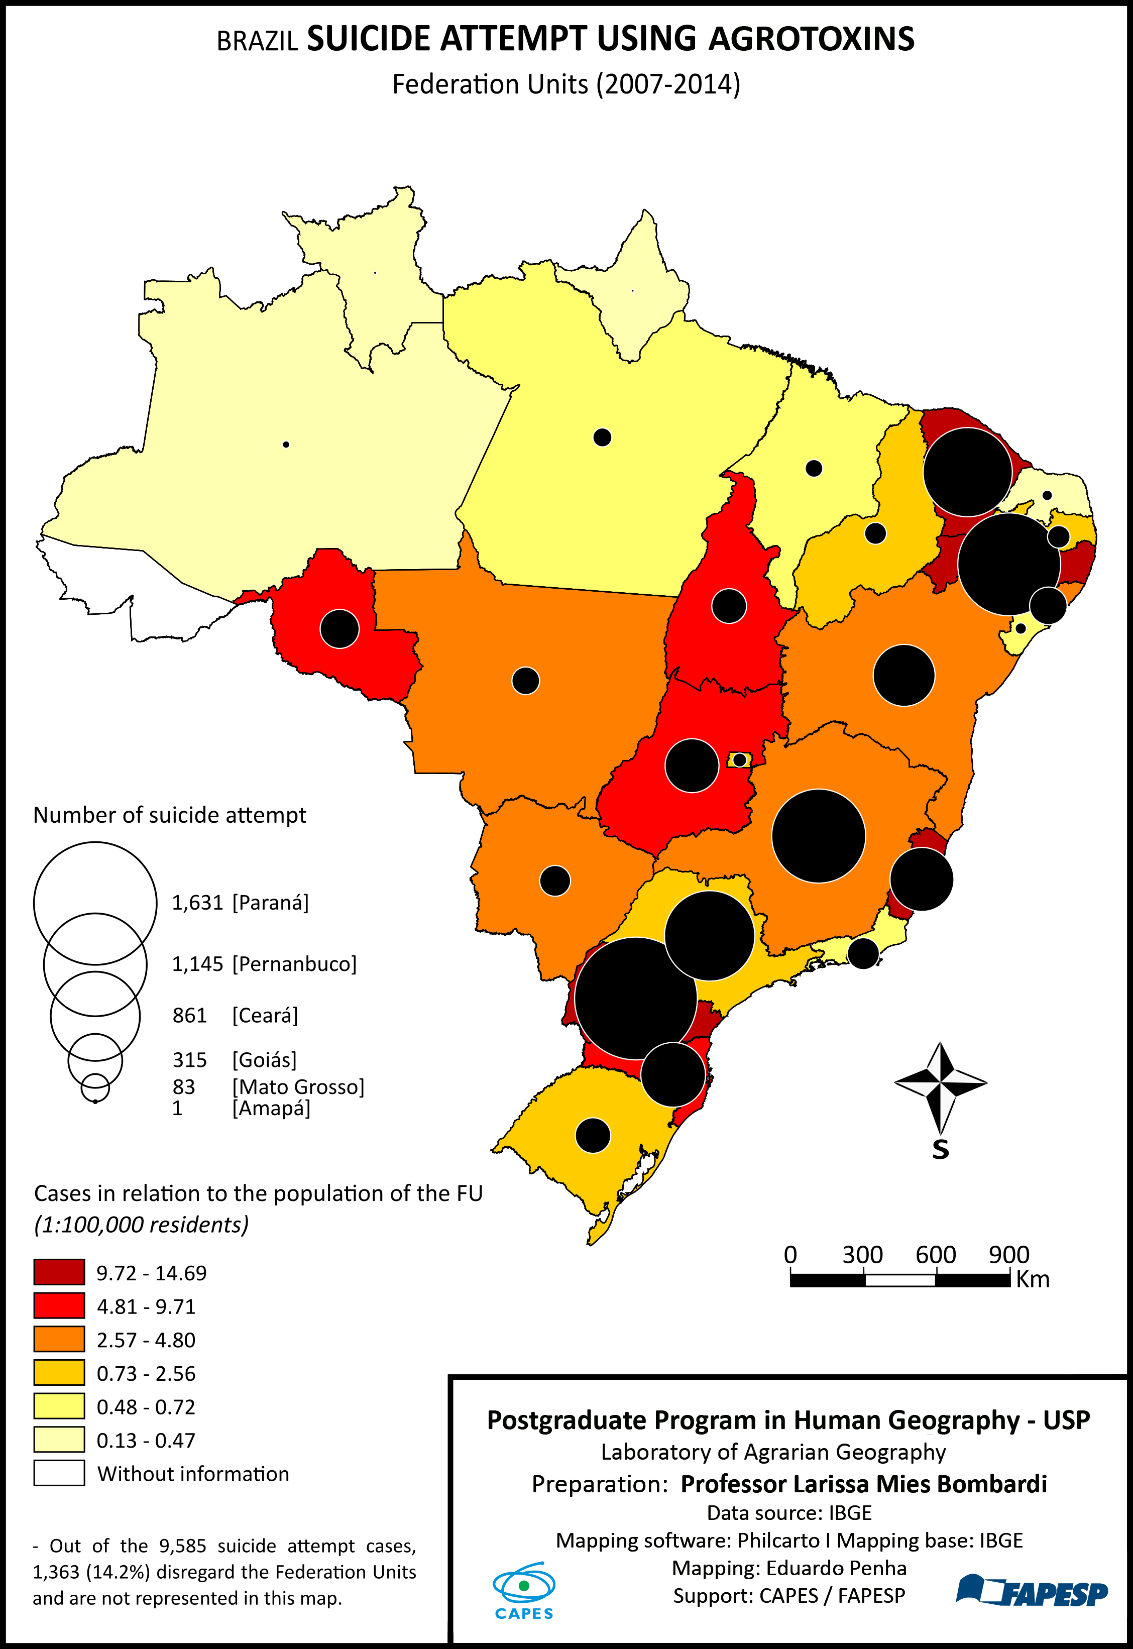 BRAZIL SUICIDE ATTEMPT USING AGROTOXINS
Federation Units (2007-2014)
Number of suicide attempt
1,631 [Paraná]
1,145 [Pernanbuco]
861 [Ceará]
315 [Goiás]
83 [Mato Grosso]
1 [Amapá]
S
Cases in relation to the population of the FU
(1:100,000 residents)
9.72 - 14.69
4.81 - 9.71
2.57 - 4.80
0.73 - 2.56
0.48 - 0.72
0.13 - 0.47
Without information
0 300 600 900
Km
- Out of the 9,585 suicide attempt cases,
1,363 (14.2%) disregard the Federation Units
and are not represented in this map.
Postgraduate Program in Human Geography - USP
Laboratory of Agrarian Geography
Preparation: Professor Larissa Mies Bombardi
Data source: IBGE
Mapping software: Philcarto I Mapping base: IBGE
Mapping: Eduardo Penha
Support: CAPES / FAPESP
CAPES
FAPESP